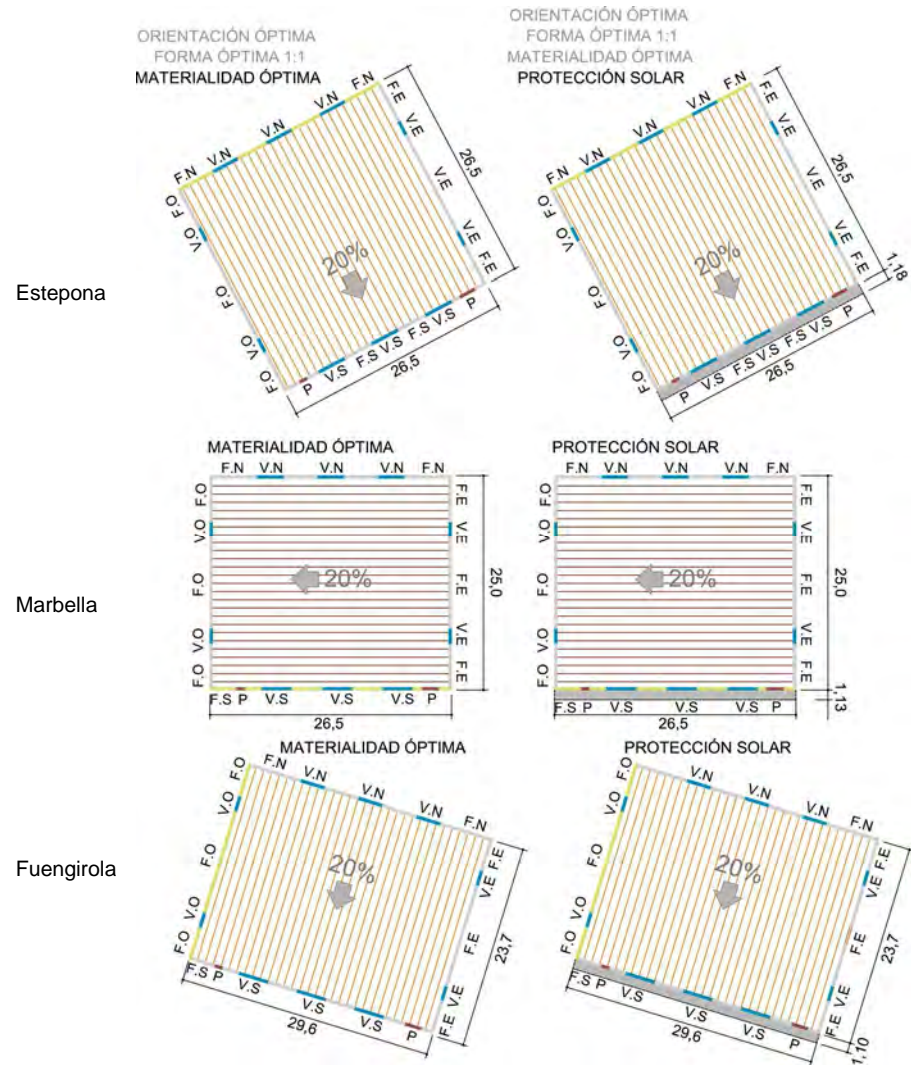 ORIENTACIÓN ÓPTIMA
FORMA ÓPTIMA 1:1
MATERIALIDAD ÓPTIMA
ORIENTACIÓN ÓPTIMA
FORMA ÓPTIMA 1:1
MATERIALIDAD ÓPTIMA
PROTECCIÓN SOLAR
Estepona
F.N V.N V.N V.N F.N
F.E V.E V.E V.E F.E
26,5
F.O V.O F.O V.O F.O
20%
P V.S F.S V.S F.S V.S P
26,5
F.N V.N V.N V.N F.N
F.E V.E V.E V.E F.E
26,5
1,18
F.O V.O F.O V.O F.O
20%
P V.S F.S V.S F.S V.S P
26,5
MATERIALIDAD ÓPTIMA
PROTECCIÓN SOLAR
Marbella
F.N V.N V.N V.N F.N
F.O V.O F.O V.O F.O
20%
F.E V.E F.E V.E F.E
25,0
F.S P V.S V.S V.S P
26,5
F.N V.N V.N V.N F.N
F.O V.O F.O V.O F.O
20%
F.E V.E F.E V.E F.E
25,0
1,13
F.S P V.S V.S V.S P
26,5
MATERIALIDAD ÓPTIMA
PROTECCIÓN SOLAR
Fuengirola
F.O F.N V.N V.N V.N F.N
V.O F.O V.O F.O
20%
F.E V.E F.E V.E F.E
23,7
F.S P V.S V.S V.S P
29,6
F.O V.N V.N V.N F.N
V.O F.O V.O F.O
20%
F.E V.E F.E V.E F.E
23,7
1,10
F.S P V.S V.S V.S P
29,6